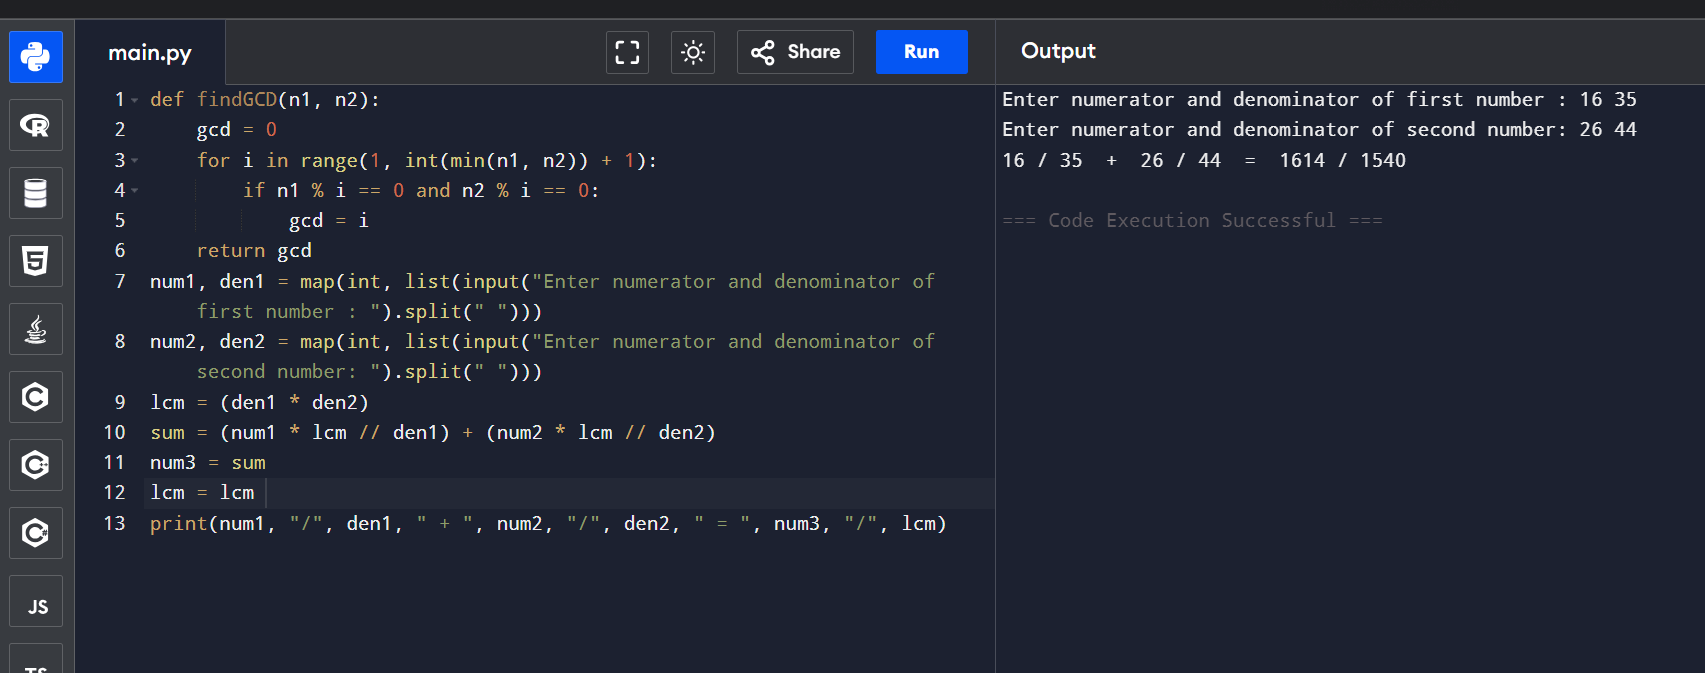 main.py
Share
Run
Output
1 def findGCD(n1, n2):
2     gcd = 0
3     for i in range(1, int(min(n1, n2)) + 1):
4         if n1 % i == 0 and n2 % i == 0:
5             gcd = i
6     return gcd
7 num1, den1 = map(int, list(input("Enter numerator and denominator of
first number : ").split(" ")))
8 num2, den2 = map(int, list(input("Enter numerator and denominator of
second number: ").split(" ")))
9 lcm = (den1 * den2)
10 sum = (num1 * lcm // den1) + (num2 * lcm // den2)
11 num3 = sum
12 lcm = lcm
13 print(num1, "/", den1, " + ", num2, "/", den2, " = ", num3, "/", lcm)
Enter numerator and denominator of first number : 16 35
Enter numerator and denominator of second number: 26 44
16 / 35  +  26 / 44  =  1614 / 1540
=== Code Execution Successful ===
R
5
C
C++
C#
JS